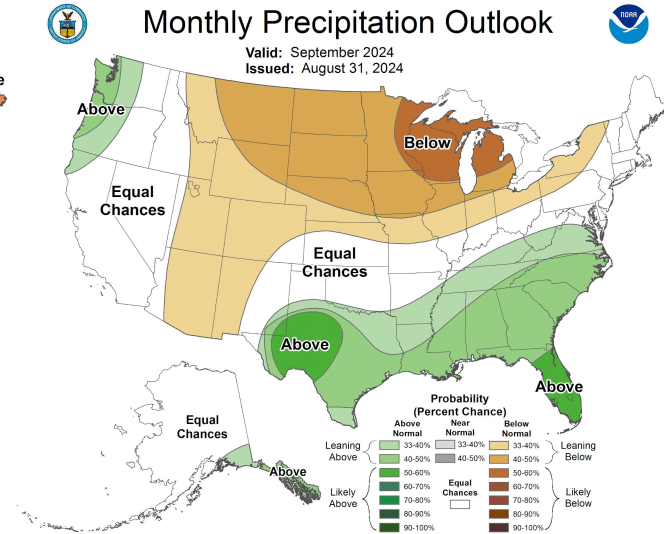 Monthly Precipitation Outlook
NOAA
Valid: September 2024
Issued: August 31, 2024
e
Above
Below
Equal
Chances
Equal
Chances
Above
Above
Equal
Chances
Above
Probability
(Percent Chance)
Above
Normal
Near
Normal
Below
Normal
Leaning
Above
33-40%
33-40%
33-40%
Leaning
Below
40-50%
40-50%
40-50%
Likely
Above
50-60%
50-60%
Likely
Below
60-70%
60-70%
70-80%
70-80%
80-90%
80-90%
90-100%
90-100%
Equal
Chances